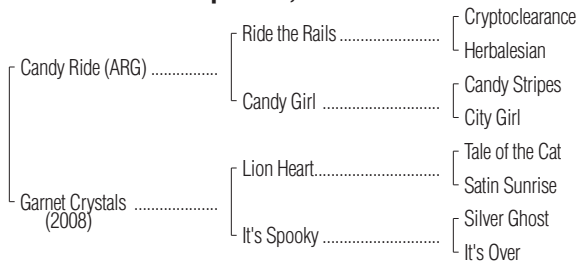 Cryptoclearance
Ride the Rails ....................
Herbalesian
Candy Ride (ARG) ..............
Candy Stripes
Candy Girl ........................
City Girl
Tale of the Cat
Lion Heart.........................
Satin Sunrise
Garnet Crystals .................
(2008)
Silver Ghost
It's Spooky ........................
It's Over